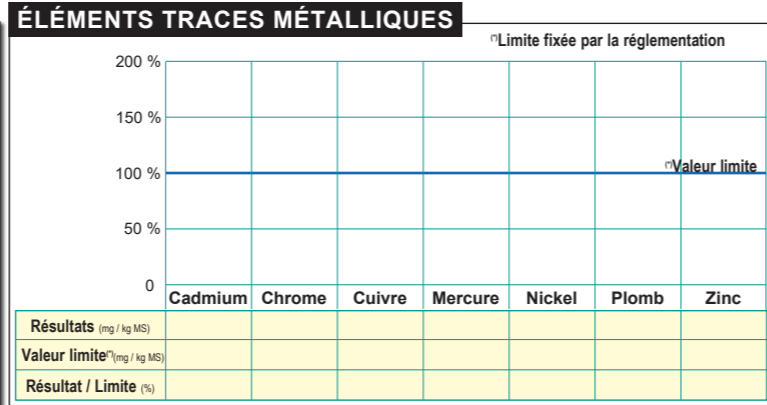 ÉLÉMENTS TRACES MÉTALLIQUES
(*)Limite fixée par la réglementation
200 %
150 %
100 %
(*)Valeur limite
50 %
0
Cadmium Chrome Cuivre Mercure Nickel Plomb Zinc
Résultats (mg / kg MS)
Valeur limite(*)(mg / kg MS)
Résultat / Limite (%)